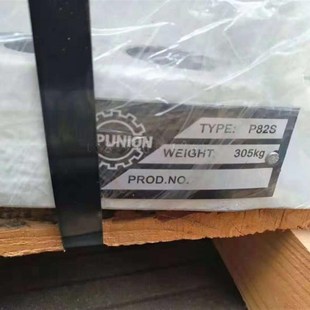 PUNION
TYPE: P82S
WEIGHT 305kg
PROD.NO.